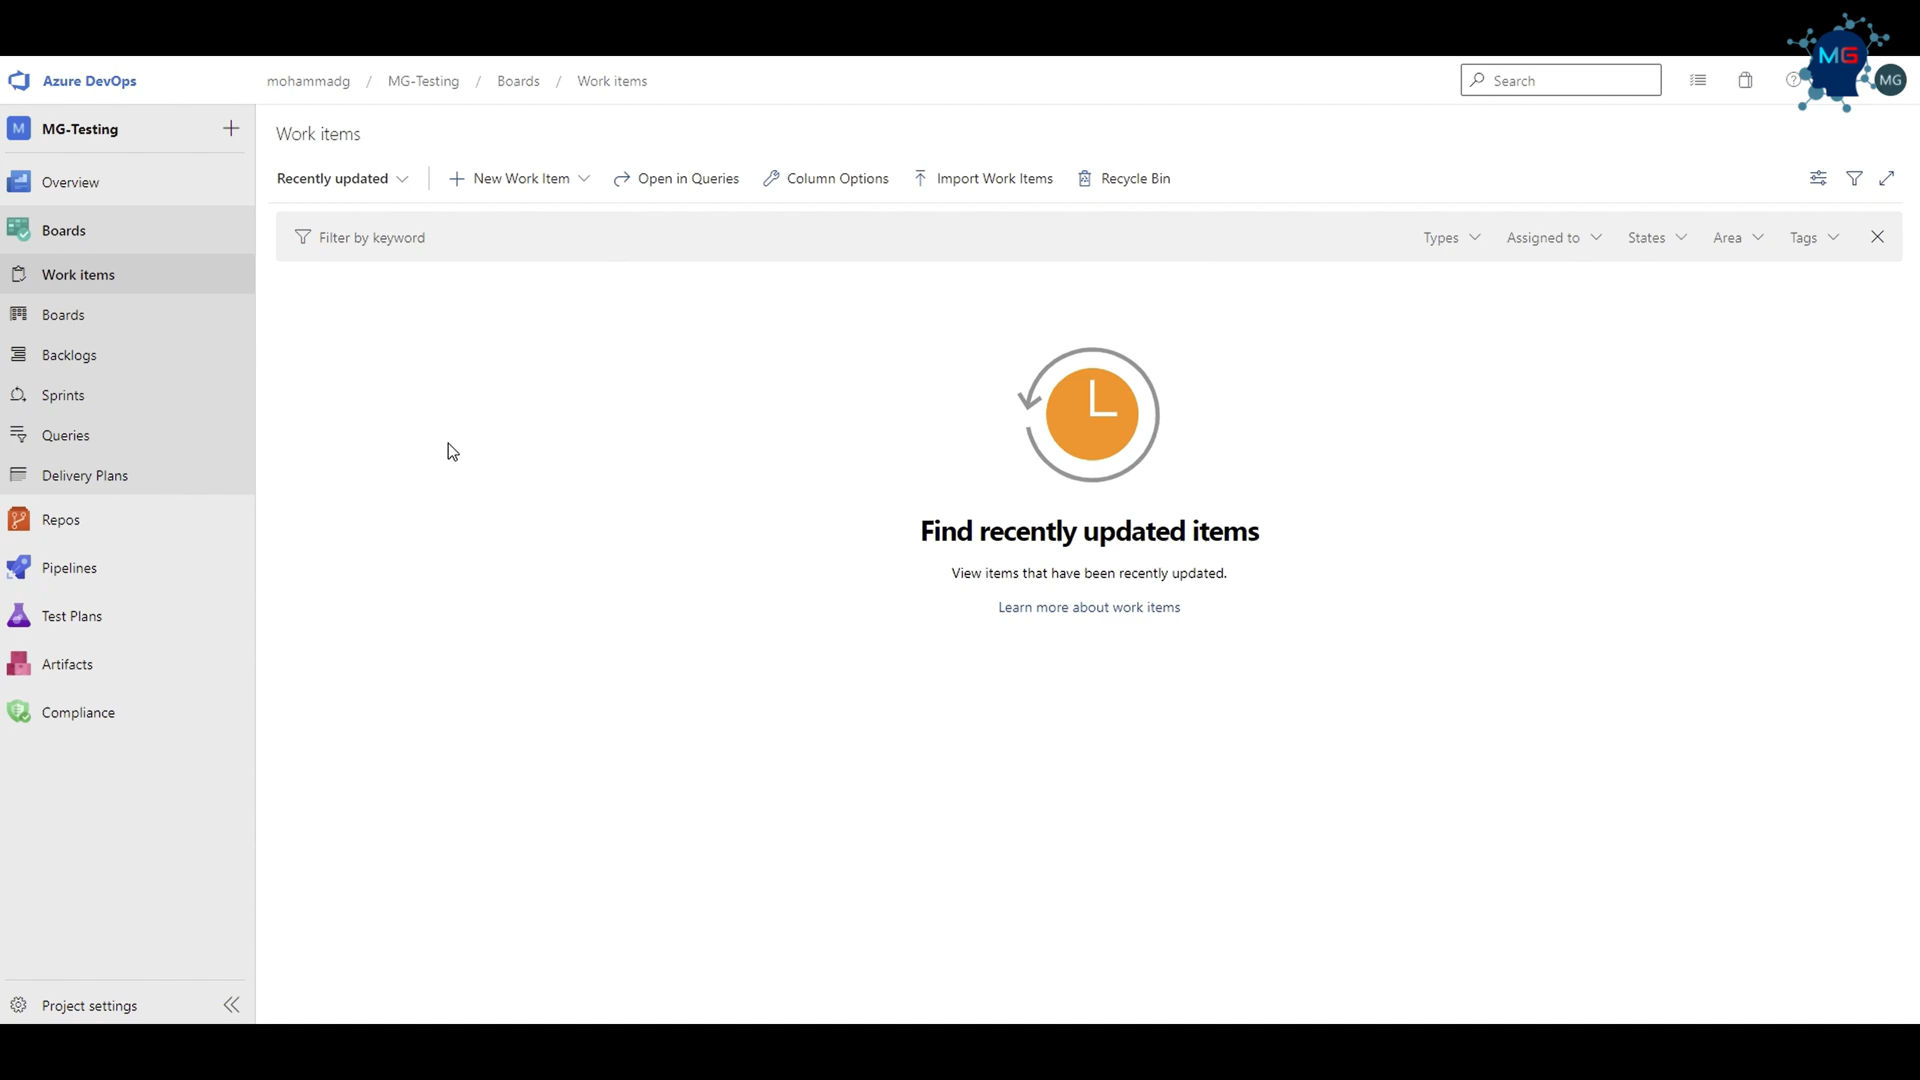 MG
Azure DevOps
mohammadg / MG-Testing / Boards / Work items
Search
MG
M MG-Testing
Work items
Recently updated
New Work Item
Open in Queries
Column Options
Import Work Items
Recycle Bin
Filter by keyword
Types
Assigned to
States
Area
Tags
Overview
Boards
Work items
Boards
Backlogs
Sprints
Queries
Delivery Plans
Repos
Pipelines
Test Plans
Artifacts
Compliance
Find recently updated items
View items that have been recently updated.
Learn more about work items
Project settings